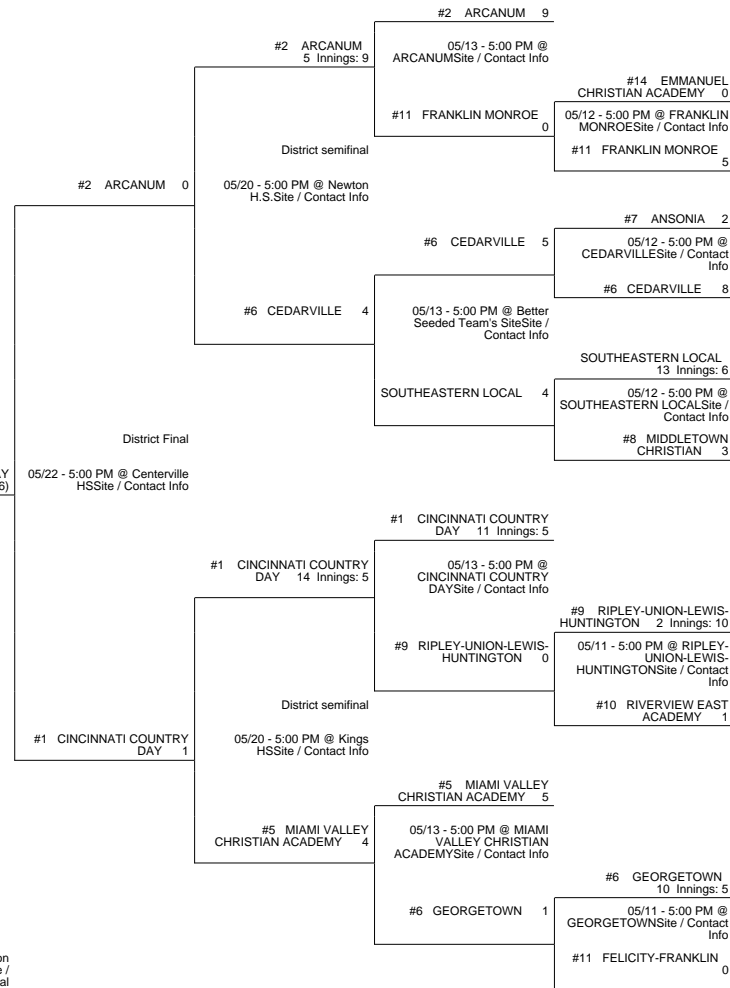 #2 ARCANUM 9
#2 ARCANUM
5 Innings: 9
05/13 - 5:00 PM @
ARCANUMSite / Contact Info
#14 EMMANUEL
CHRISTIAN ACADEMY 0
#11 FRANKLIN MONROE
0
05/12 - 5:00 PM @ FRANKLIN
MONROESite / Contact Info
#11 FRANKLIN MONROE
5
District semifinal
#2 ARCANUM 0
05/20 - 5:00 PM @ Newton
H.S.Site / Contact Info
#7 ANSONIA 2
#6 CEDARVILLE 5
05/12 - 5:00 PM @
CEDARVILLESite / Contact
Info
#6 CEDARVILLE 8
#6 CEDARVILLE 4
05/13 - 5:00 PM @ Better
Seeded Team's SiteSite /
Contact Info
SOUTHEASTERN LOCAL
13 Innings: 6
SOUTHEASTERN LOCAL 4
05/12 - 5:00 PM @
SOUTHEASTERN LOCALSite /
Contact Info
#8 MIDDLETOWN
CHRISTIAN 3
District Final
AY
6)
05/22 - 5:00 PM @ Centerville
HSSite / Contact Info
#1 CINCINNATI COUNTRY
DAY 11 Innings: 5
#1 CINCINNATI COUNTRY
DAY 14 Innings: 5
05/13 - 5:00 PM @
CINCINNATI COUNTRY
DAYSite / Contact Info
#9 RIPLEY-UNION-LEWIS-
HUNTINGTON 2 Innings: 10
#9 RIPLEY-UNION-LEWIS-
HUNTINGTON 0
05/11 - 5:00 PM @ RIPLEY-
UNION-LEWIS-
HUNTINGTONSite / Contact
Info
#10 RIVERVIEW EAST
ACADEMY 1
District semifinal
#1 CINCINNATI COUNTRY
DAY 1
05/20 - 5:00 PM @ Kings
HSSite / Contact Info
#5 MIAMI VALLEY
CHRISTIAN ACADEMY 5
#5 MIAMI VALLEY
CHRISTIAN ACADEMY 4
05/13 - 5:00 PM @ MIAMI
VALLEY CHRISTIAN
ACADEMYSite / Contact Info
#6 GEORGETOWN
10 Innings: 5
#6 GEORGETOWN 1
05/11 - 5:00 PM @
GEORGETOWNSite / Contact
Info
#11 FELICITY-FRANKLIN
0
on
e /
al